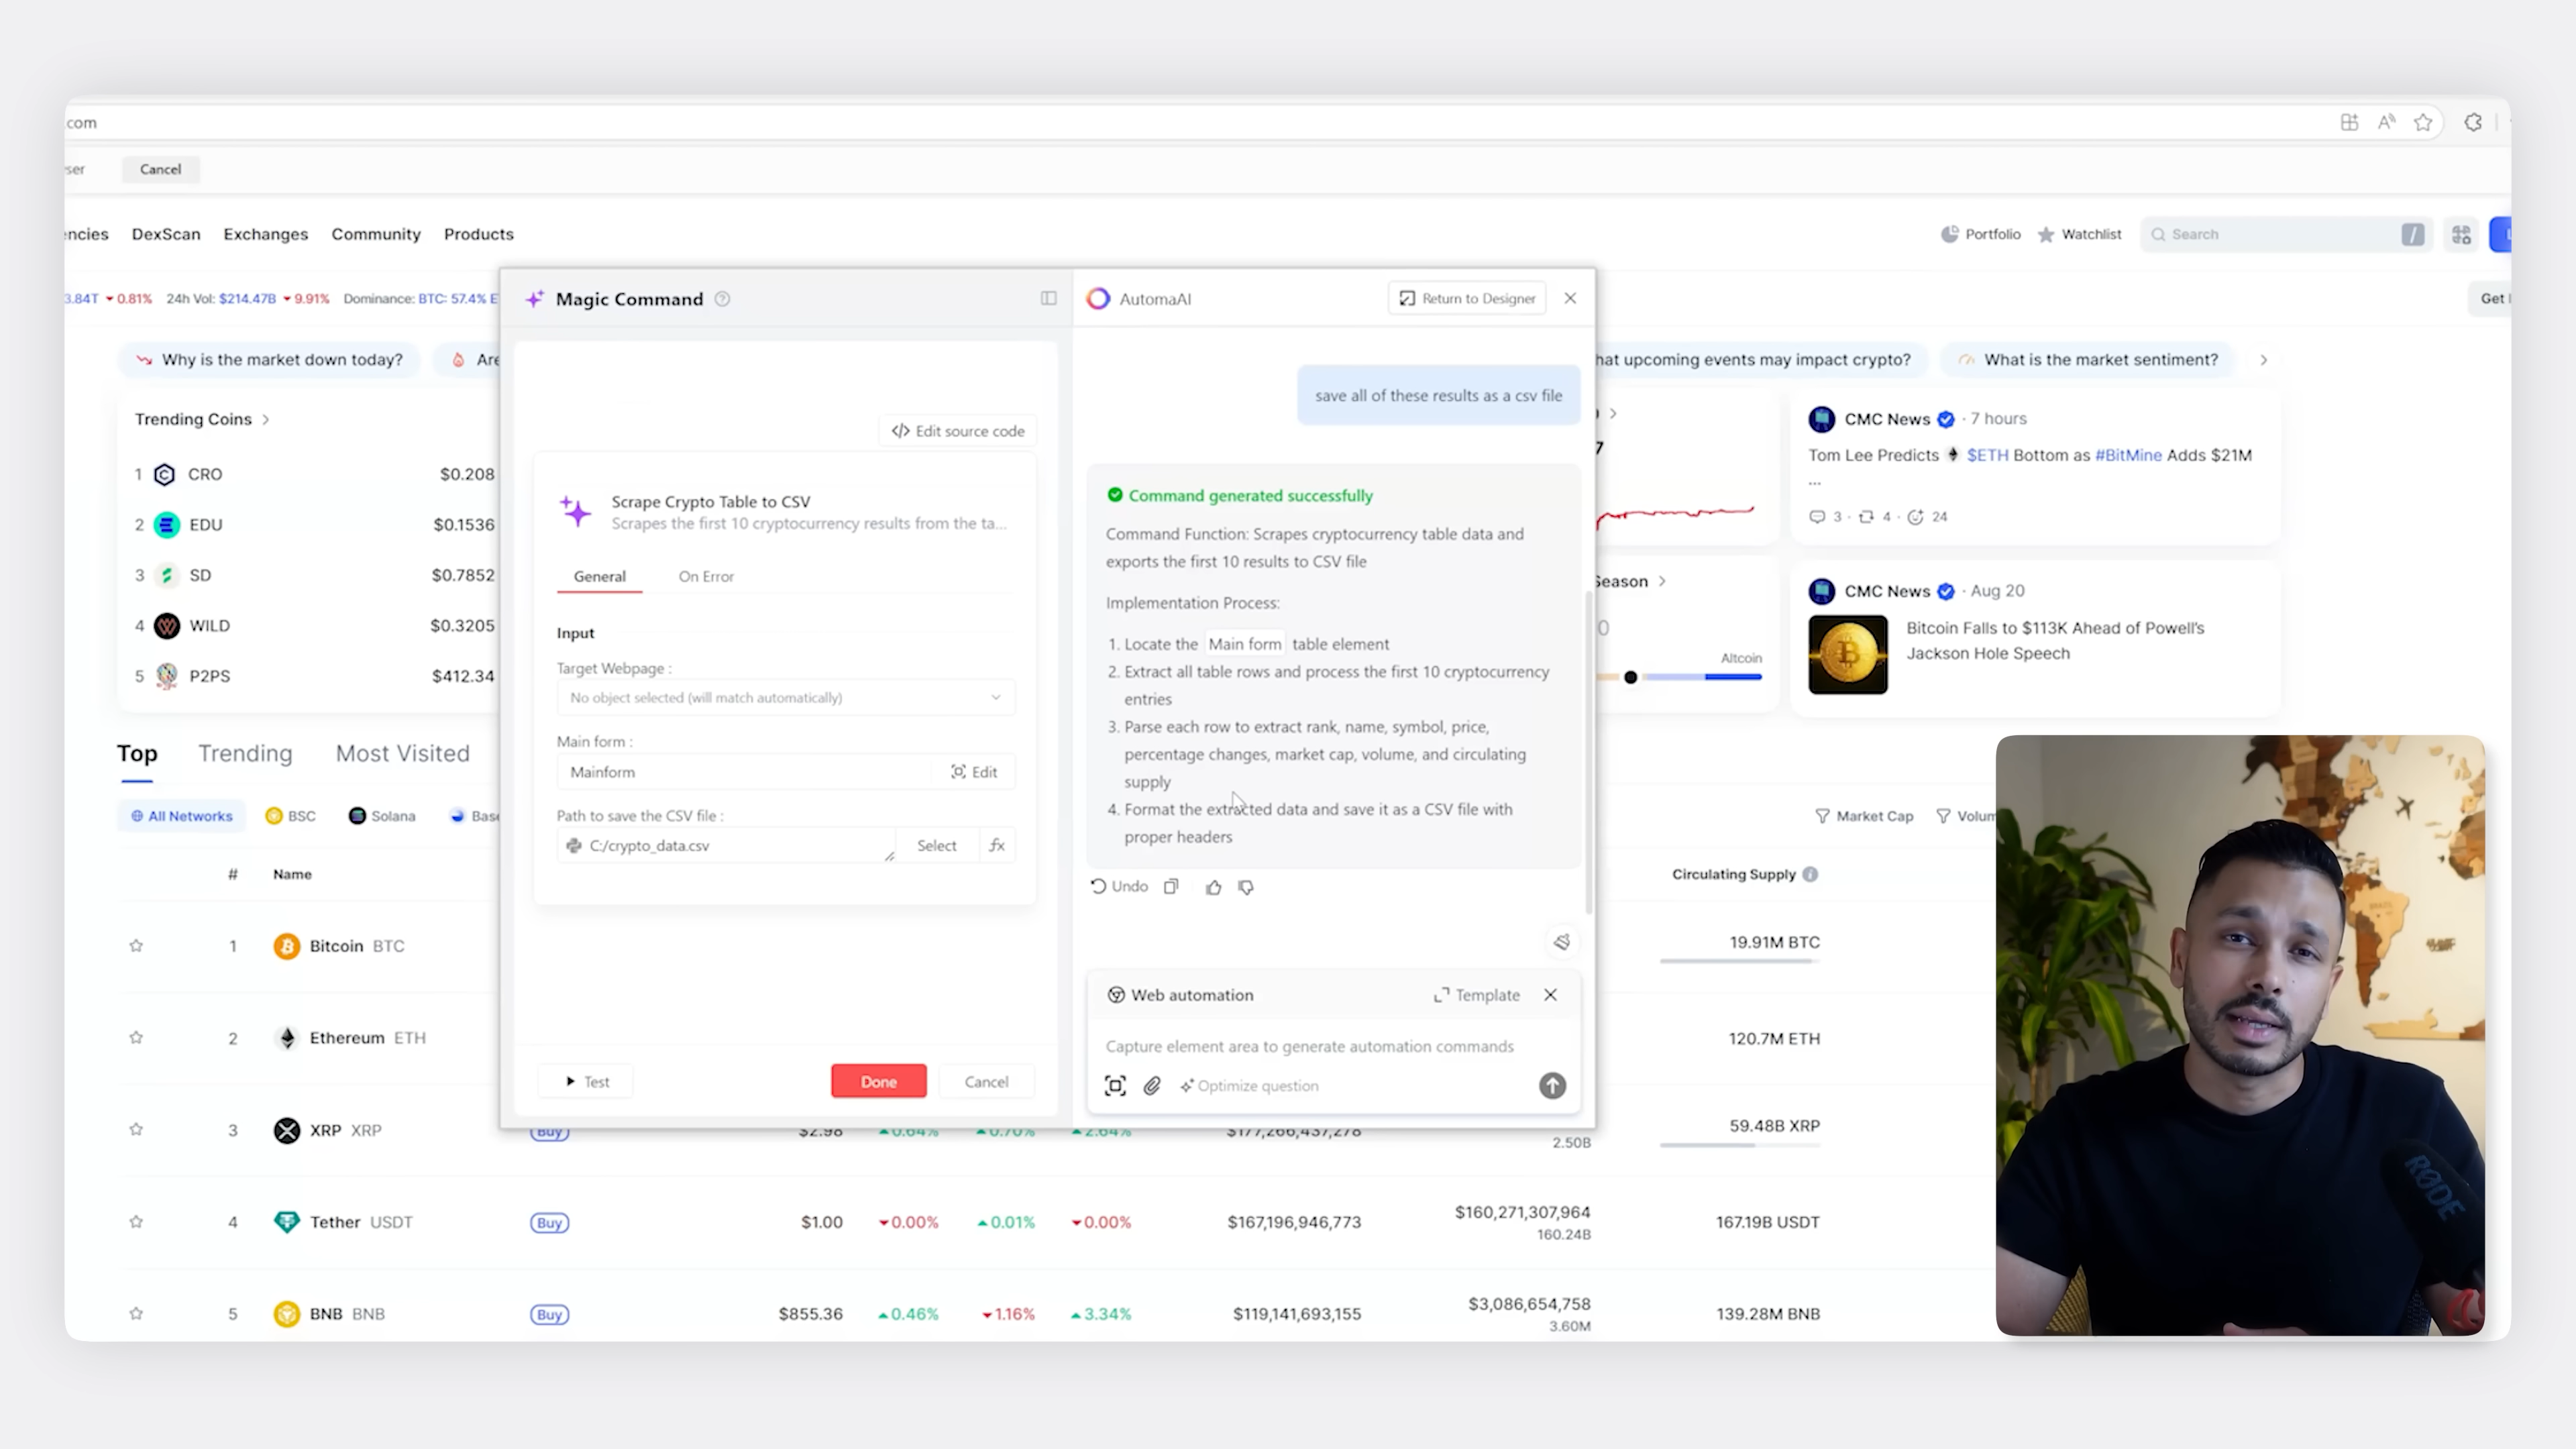 .com
Cancel
DexScan
Exchanges
Community
Products
Portfolio
Watchlist
Search
/
3.84T 0.81%
24h Vol: $214.47B 9.91%
Dominance: BTC: 57.4%
Get
Why is the market down today?
What is the market sentiment?
upcoming events may impact crypto?
Trending Coins
1 CRO $0.208
2 EDU $0.1536
3 SD $0.7852
4 WILD $0.3205
5 P2PS $412.34
Top
Trending
Most Visited
All Networks
BSC
Solana
# Name
1 Bitcoin BTC
2 Ethereum ETH
3 XRP XRP
4 Tether USDT
5 BNB BNB
Magic Command ?
Edit source code
Scrape Crypto Table to CSV
Scrapes the first 10 cryptocurrency results from the ta...
General
On Error
Input
Target Webpage :
No object selected (will match automatically)
Main form :
Mainform
Edit
Path to save the CSV file :
C:/crypto_data.csv
Select
fx
Test
Done
Cancel
AutomaAI
Return to Designer
save all of these results as a csv file
Command generated successfully
Command Function: Scrapes cryptocurrency table data and
exports the first 10 results to CSV file
Implementation Process:
1. Locate the Main form table element
2. Extract all table rows and process the first 10 cryptocurrency
entries
3. Parse each row to extract rank, name, symbol, price,
percentage changes, market cap, volume, and circulating
supply
4. Format the extracted data and save it as a CSV file with
proper headers
Undo
Web automation
Template
Capture element area to generate automation commands
Optimize question
CMC News · 7 hours
Tom Lee Predicts $ETH Bottom as #BitMine Adds $21M
...
3 · 4 · 24
Season
Altcoin
CMC News · Aug 20
Bitcoin Falls to $113K Ahead of Powell's
Jackson Hole Speech
Market Cap
Circulating Supply
19.91M BTC
120.7M ETH
Buy $2.98 0.64% 0.70% 2.64% $177,266,437,278
2.50B
59.48B XRP
Buy $1.00 0.00% 0.01% 0.00% $167,196,946,773 $160,271,307,964
160.24B
167.19B USDT
Buy $855.36 0.46% 1.16% 3.34% $119,141,693,155 $3,086,654,758
3.60M
139.28M BNB
RØDE